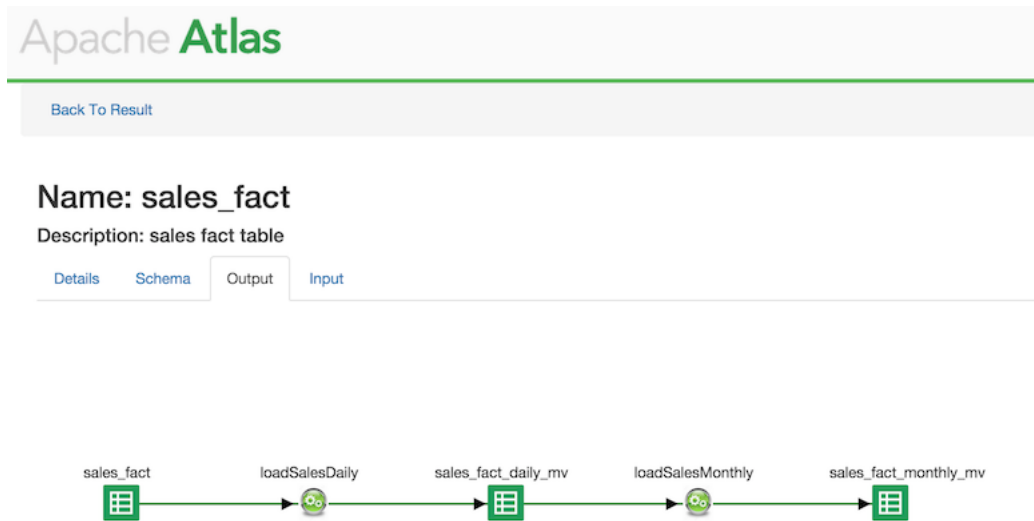 Apache Atlas
Back To Result
Name: sales_fact
Description: sales fact table
Details Schema Output Input
sales_fact loadSalesDaily sales_fact_daily_mv loadSalesMonthly sales_fact_monthly_mv